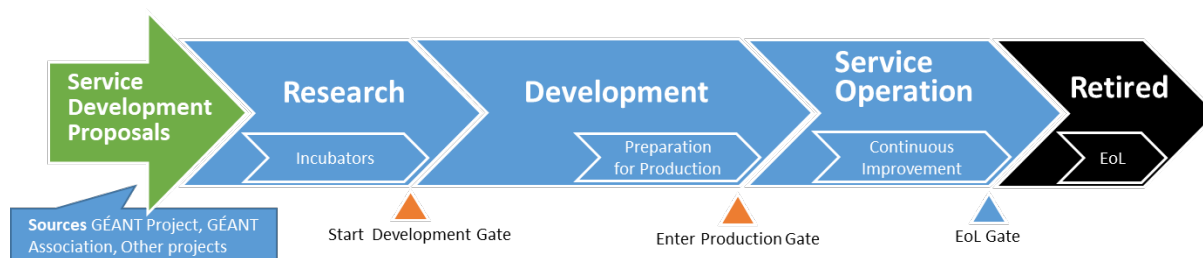 Service
Development
Proposals
Research
Incubators
Development
Preparation
for Production
Service
Operation
Continuous
Improvement
Retired
EoL
Sources GÉANT Project, GÉANT
Association, Other projects
Start Development Gate
Enter Production Gate
EoL Gate